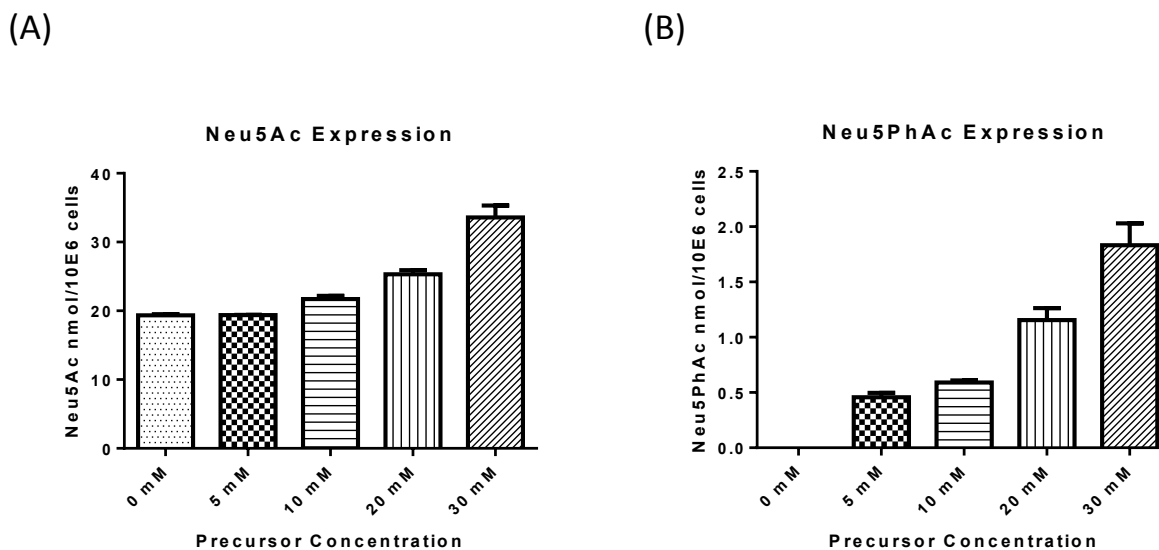 (A)
Neu5Ac Expression
Neu5Ac nmol/10E6 cells
40
30
20
10
0
0 mM
5 mM
10 mM
20 mM
30 mM
Precursor Concentration
(B)
Neu5PhAc Expression
Neu5PhAc nmol/10E6 cells
2.5
2.0
1.5
1.0
0.5
0.0
0 mM
5 mM
10 mM
20 mM
30 mM
Precursor Concentration